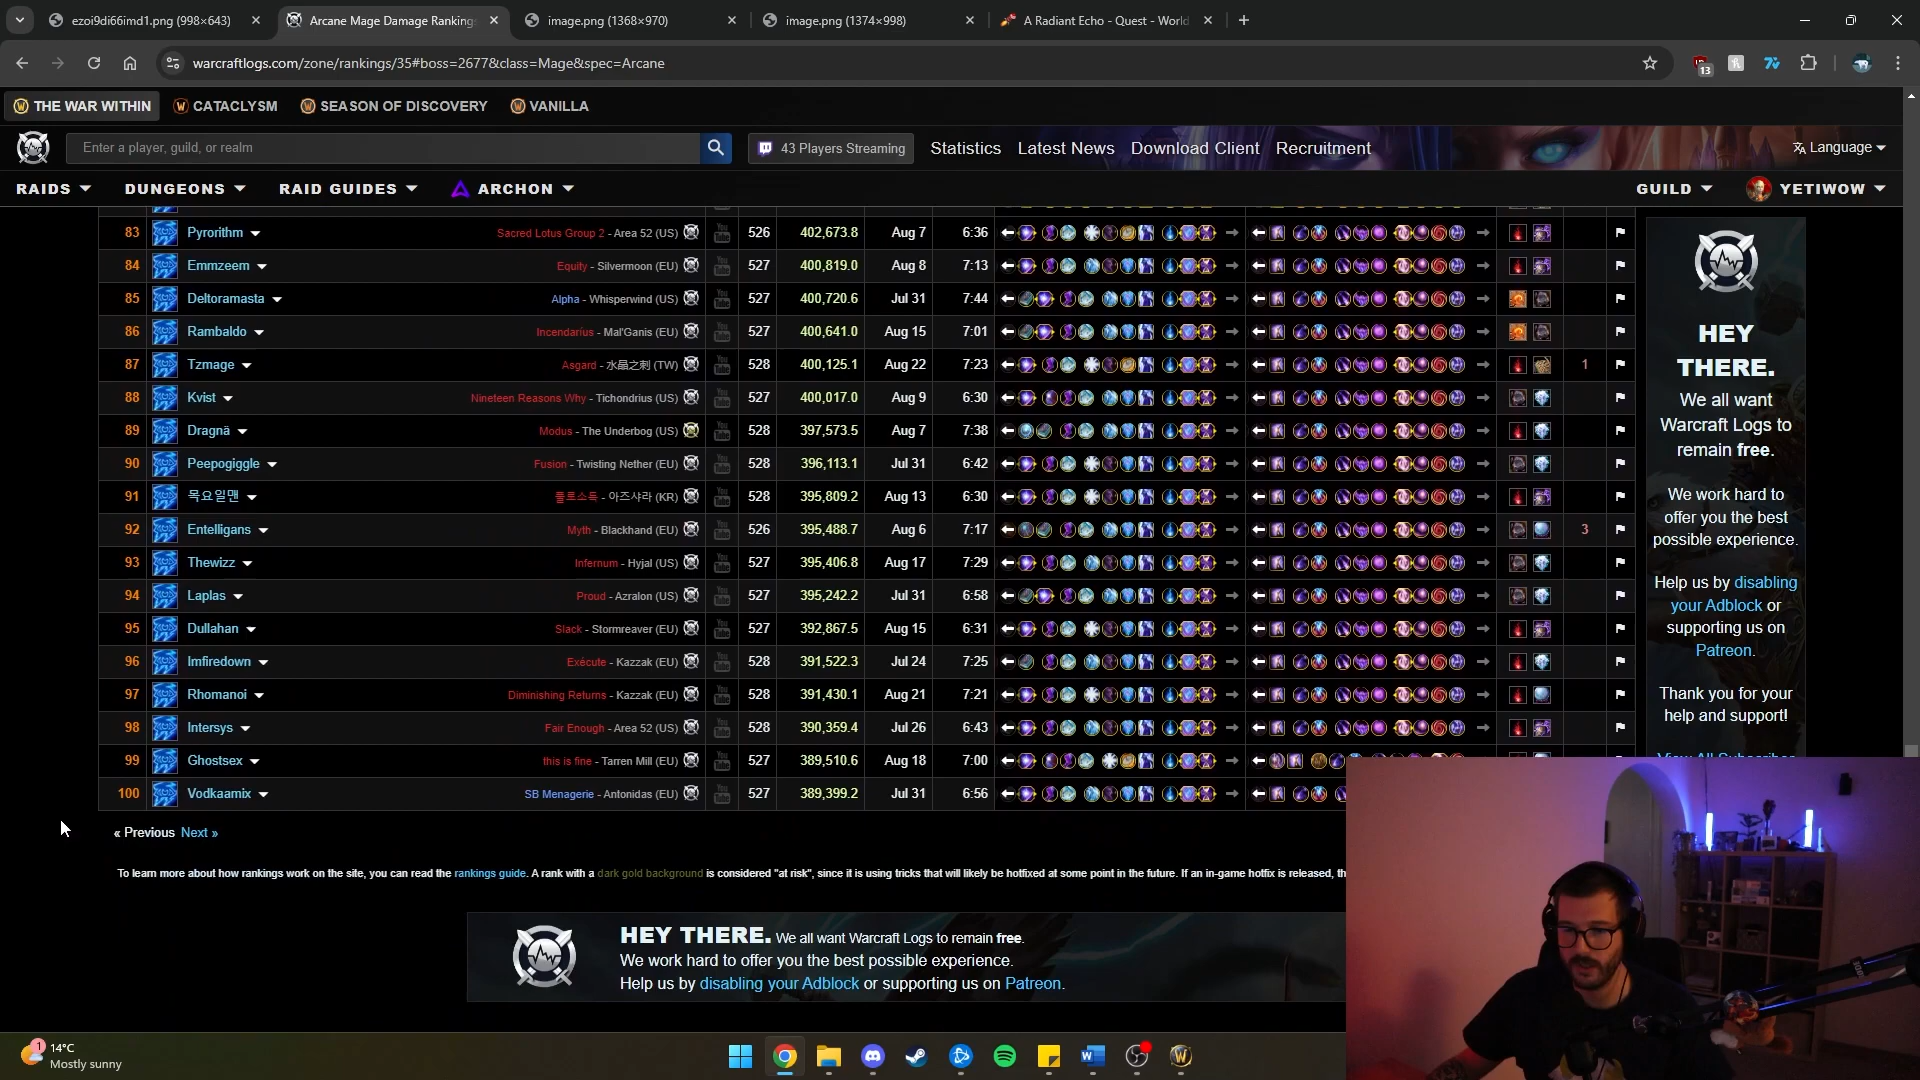 ezoi9di66imd1.png (998×643)
Arcane Mage Damage Ranking
image.png (1368×970)
image.png (1374×998)
A Radiant Echo - Quest - World
warcraftlogs.com/zone/rankings/35#boss=2677&class=Mage&spec=Arcane
13
THE WAR WITHIN
CATACLYSM
SEASON OF DISCOVERY
VANILLA
Enter a player, guild, or realm
43 Players Streaming
Statistics
Latest News
Download Client
Recruitment
Language
RAIDS
DUNGEONS
RAID GUIDES
ARCHON
GUILD
YETIWOW
83 Pyrorithm Sacred Lotus Group 2 - Area 52 (US) 526 402,673.8 Aug 7 6:36
84 Emmzeem Equify - Silvermoon (EU) 527 400,819.0 Aug 8 7:13
85 Deltoramasta Alpha - Whisperwind (US) 527 400,720.6 Jul 31 7:44
86 Rambaldo Incendarius - Mal'Ganis (EU) 527 400,641.0 Aug 15 7:01
87 Tzmage Asgard - 水晶之刺 (TW) 528 400,125.1 Aug 22 7:23 1
88 Kvist Nineteen Reasons Why - Tichondrius (US) 527 400,017.0 Aug 9 6:30
89 Dragnä Modus - The Underbog (US) 528 397,573.5 Aug 7 7:38
90 Peepogiggle Fusion - Twisting Nether (EU) 528 396,113.1 Jul 31 6:42
91 목요일맨 - 아즈샤라 (KR) 528 395,809.2 Aug 13 6:30
92 Entelligans Myth - Blackhand (EU) 526 395,488.7 Aug 6 7:17 3
93 Thewizz Infernum - Hyjal (US) 527 395,406.8 Aug 17 7:29
94 Laplas Proud - Azralon (US) 527 395,242.2 Jul 31 6:58
95 Dullahan Slack - Stormreaver (EU) 527 392,867.5 Aug 15 6:31
96 Imfiredown Exècute - Kazzak (EU) 528 391,522.3 Jul 24 7:25
97 Rhomanoi Diminishing Returns - Kazzak (EU) 528 391,430.1 Aug 21 7:21
98 Intersys Fair Enough - Area 52 (US) 528 390,359.4 Jul 26 6:43
99 Ghostsex this is fine - Tarren Mill (EU) 527 389,510.6 Aug 18 7:00
100 Vodkaamix SB Menagerie - Antonidas (EU) 527 389,399.2 Jul 31 6:56
« Previous Next »
To learn more about how rankings work on the site, you can read the rankings guide. A rank with a dark gold background is considered "at risk", since it is using tricks that will likely be hotfixed at some point in the future. If an in-game hotfix is released, th
HEY
THERE.
We all want
Warcraft Logs to
remain free.
We work hard to
offer you the best
possible experience.
Help us by disabling
your Adblock or
supporting us on
Patreon.
Thank you for your
help and support!
HEY THERE. We all want Warcraft Logs to remain free.
We work hard to offer you the best possible experience.
Help us by disabling your Adblock or supporting us on Patreon.
1
14°C
Mostly sunny